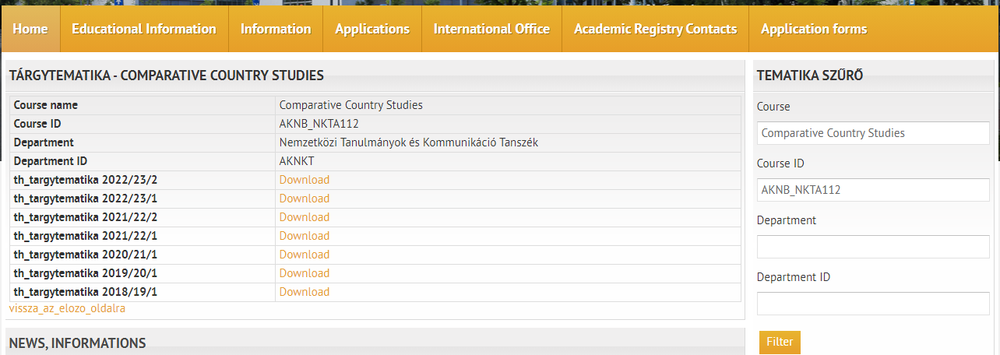 Home Educational Information Information Applications International Office Academic Registry Contacts Application forms
TÁRGYTEMATIKA - COMPARATIVE COUNTRY STUDIES
Course name Comparative Country Studies
Course ID AKNB_NKTA112
Department Nemzetközi Tanulmányok és Kommunikáció Tanszék
Department ID AKNKT
th_targytematika 2022/23/2 Download
th_targytematika 2022/23/1 Download
th_targytematika 2021/22/2 Download
th_targytematika 2021/22/1 Download
th_targytematika 2020/21/1 Download
th_targytematika 2019/20/1 Download
th_targytematika 2018/19/1 Download
vissza_az_elozo_oldalra
NEWS, INFORMATIONS
TEMATIKA SZŰRŐ
Course
Comparative Country Studies
Course ID
AKNB_NKTA112
Department
Department ID
Filter